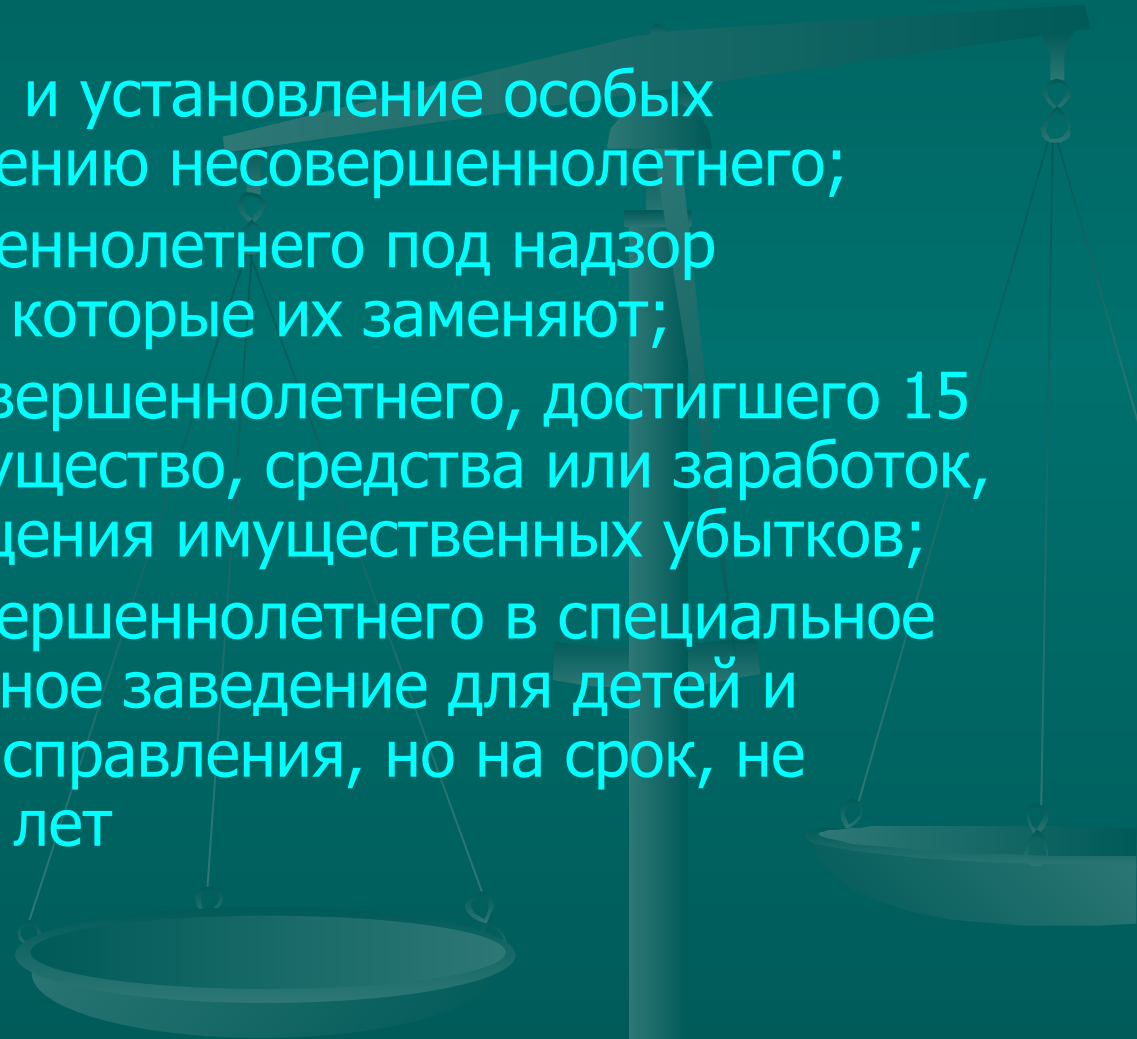 и установление особых
ению несовершеннолетнего;
еннолетнего под надзор
которые их заменяют;
вершеннолетнего, достигшего 15
ущество, средства или заработок,
щения имущественных убытков;
ершеннолетнего в специальное
ное заведение для детей и
справления, но на срок, не
лет